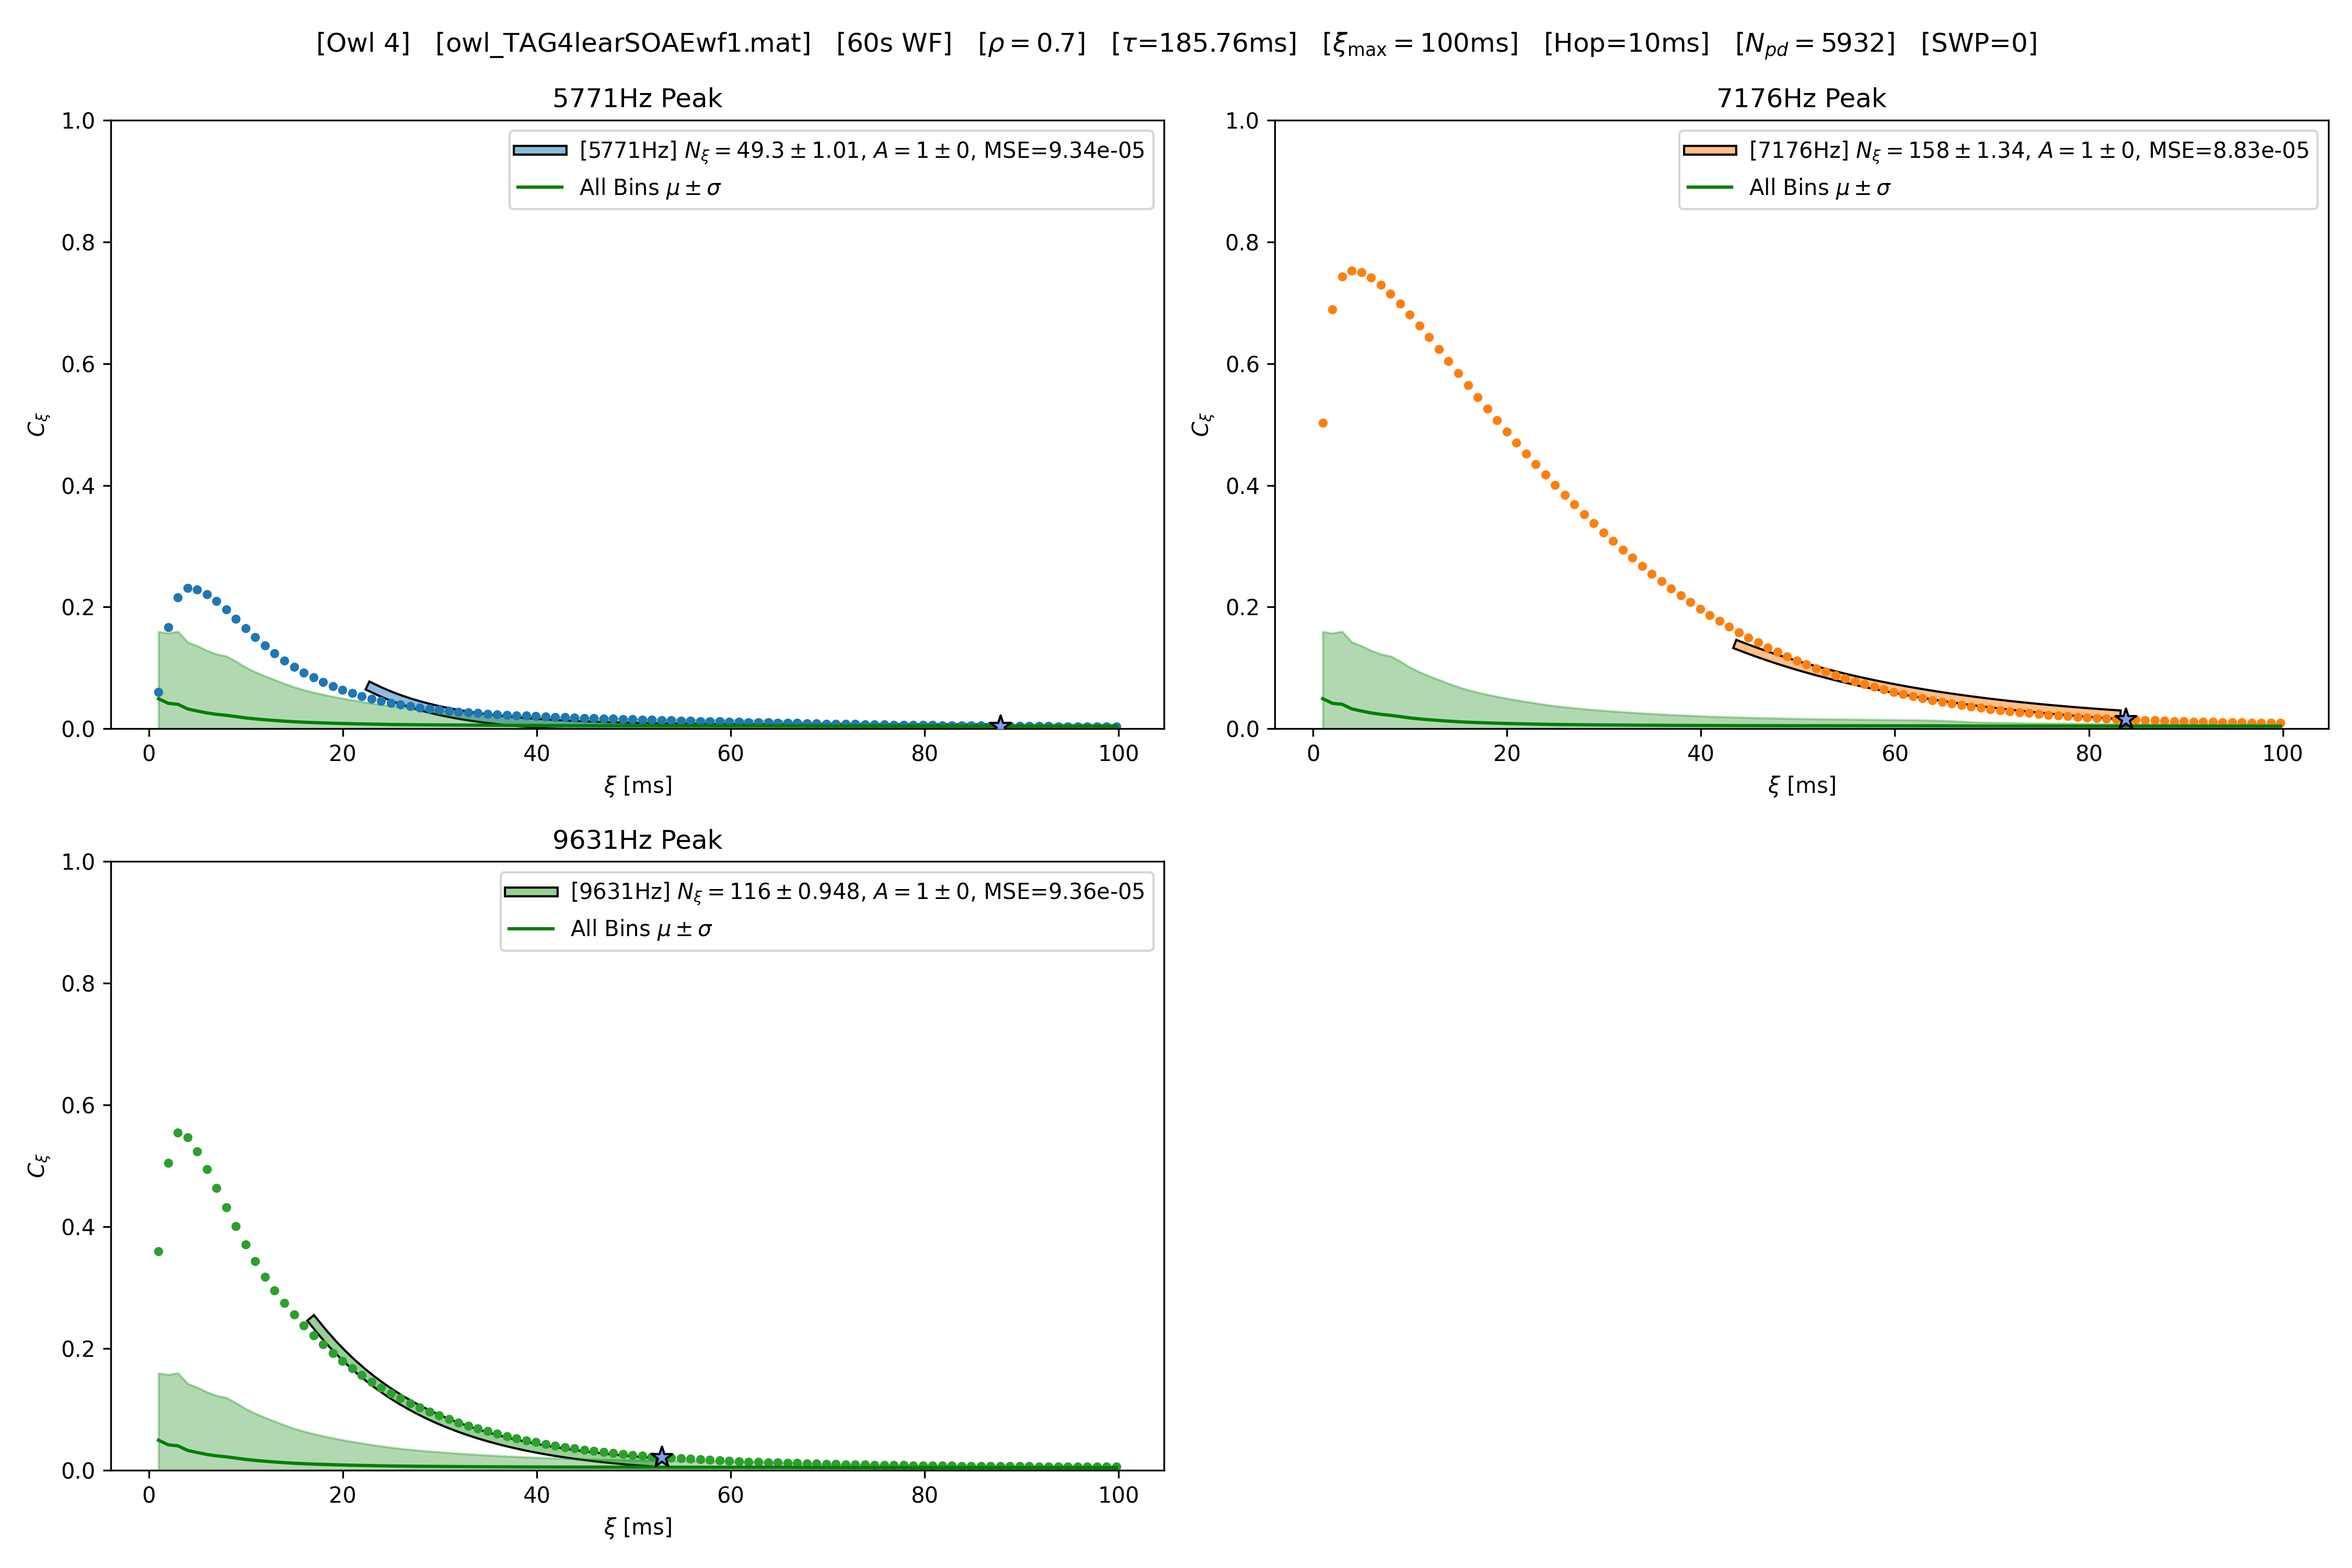 [Owl 4] [owl_TAG4learSOAEwf1.mat] [60s WF] [ρ = 0.7] [τ=185.76ms] [ξmax = 100ms] [Hop=10ms] [Npd = 5932] [SWP=0]
5771Hz Peak
[5771Hz] Nξ = 49.3 ± 1.01, A = 1 ± 0, MSE=9.34e-05
All Bins μ ± σ
1.0
0.8
0.6
0.4
0.2
0.0
Cξ
0 20 40 60 80 100
ξ [ms]
7176Hz Peak
[7176Hz] Nξ = 158 ± 1.34, A = 1 ± 0, MSE=8.83e-05
All Bins μ ± σ
1.0
0.8
0.6
0.4
0.2
0.0
Cξ
0 20 40 60 80 100
ξ [ms]
9631Hz Peak
[9631Hz] Nξ = 116 ± 0.948, A = 1 ± 0, MSE=9.36e-05
All Bins μ ± σ
1.0
0.8
0.6
0.4
0.2
0.0
Cξ
0 20 40 60 80 100
ξ [ms]